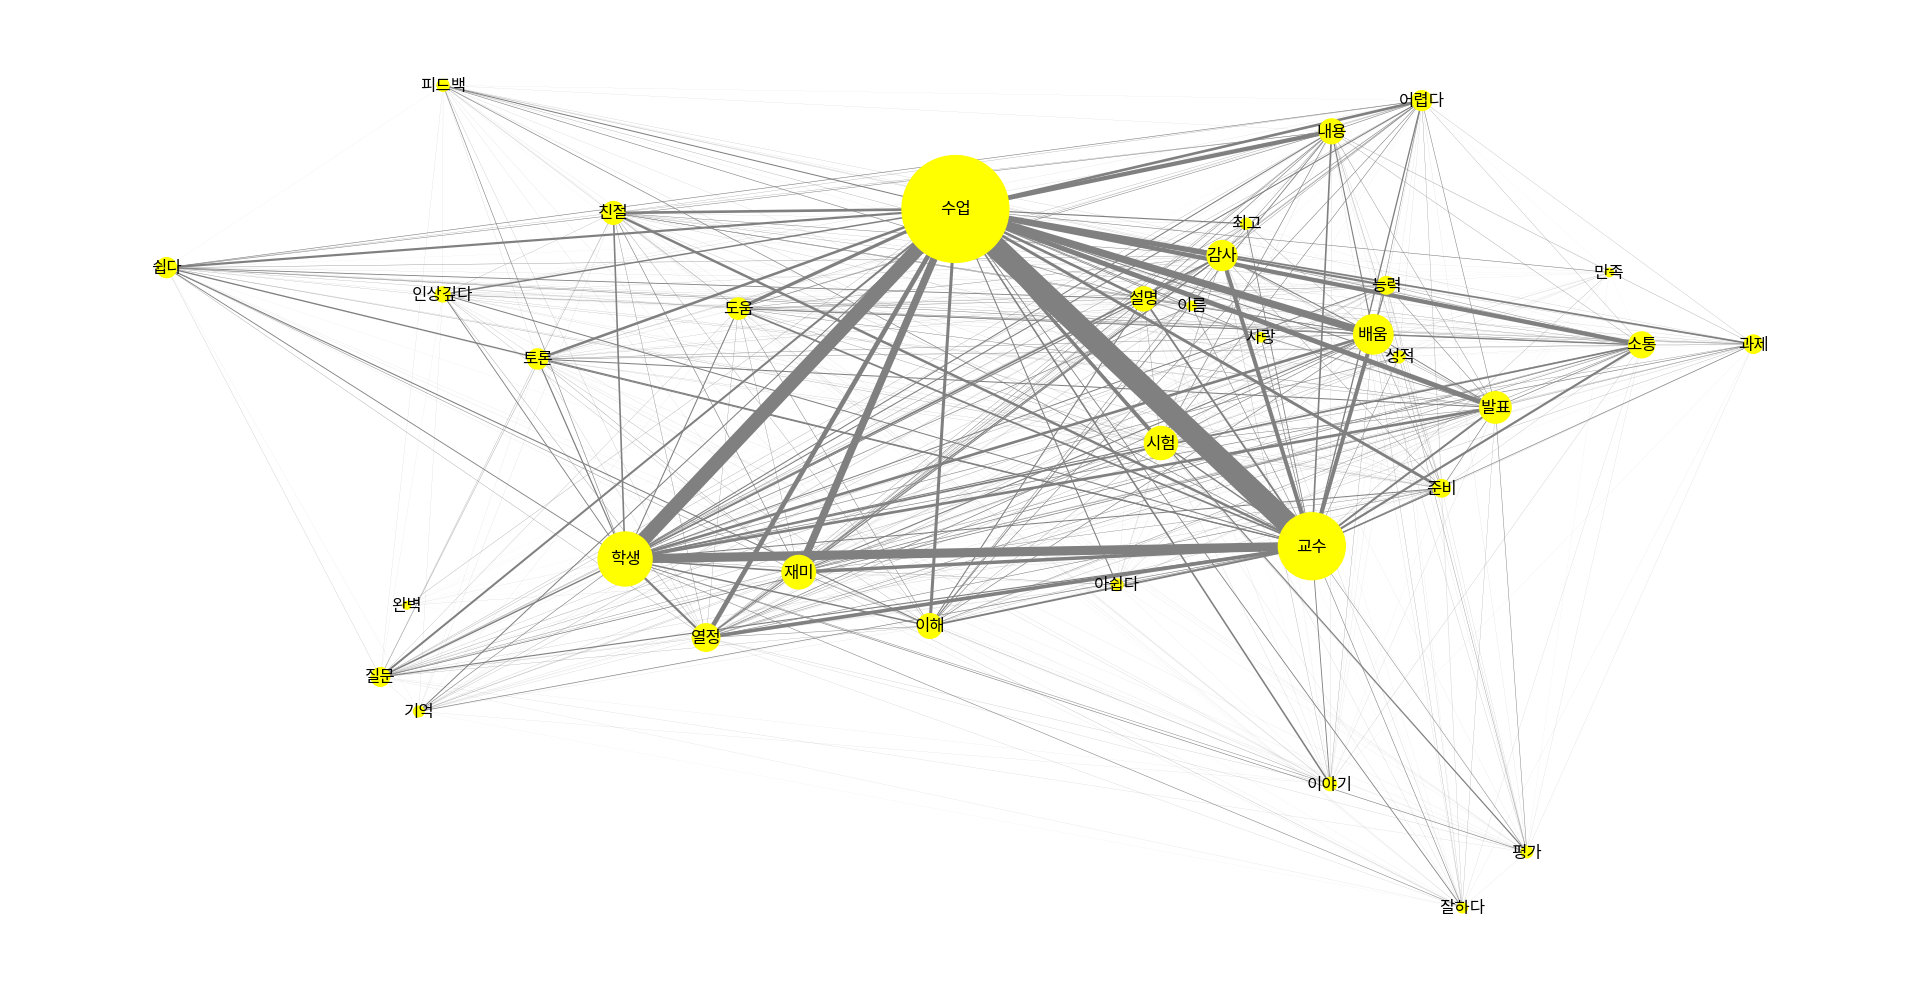 피드백
어렵다
내용
수업
친절
최고
감사
쉽다
만족
능력
인상깊다
설명
이름
도움
배움
사랑
소통
과제
성적
토론
발표
시험
준비
교수
학생
재미
아쉽다
완벽
이해
열정
질문
기억
이야기
평가
잘하다